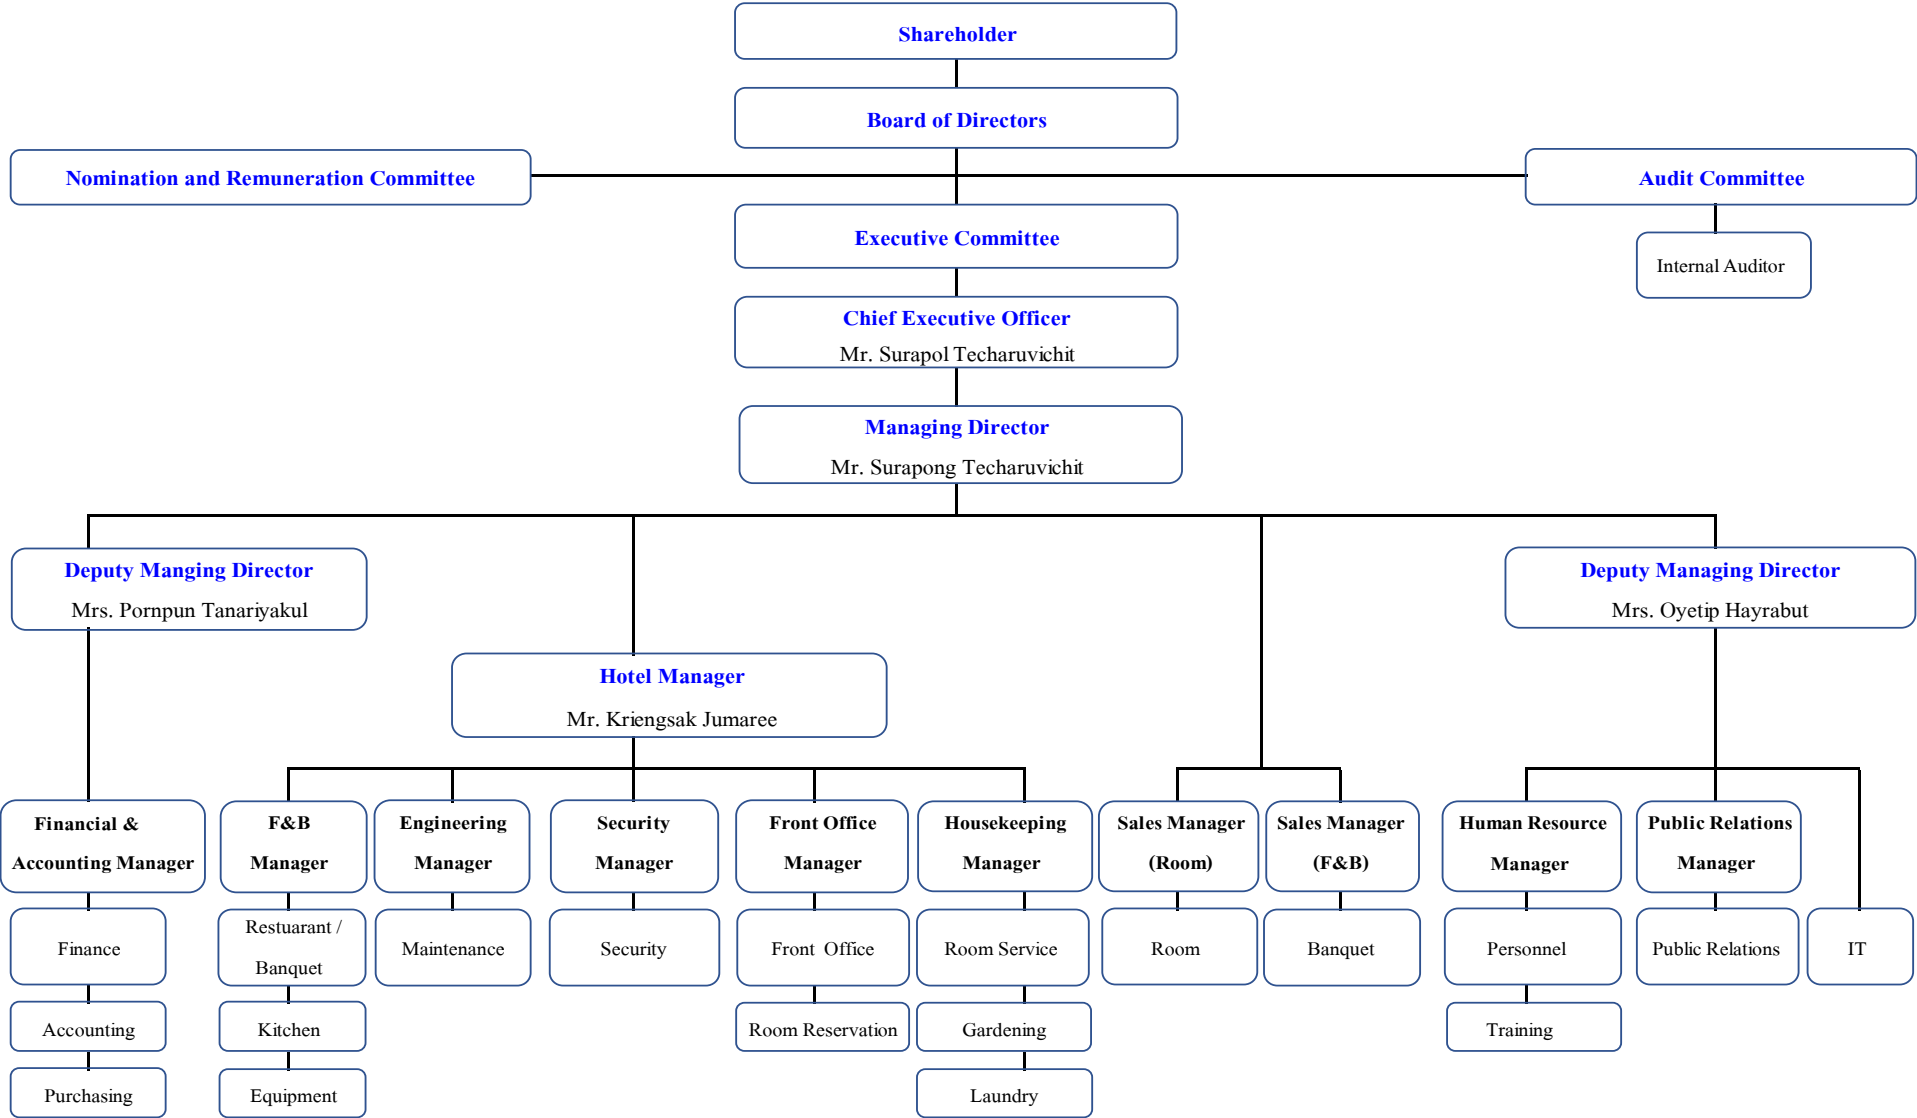 Shareholder
Board of Directors
Nomination and Remuneration Committee
Audit Committee
Executive Committee
Internal Auditor
Chief Executive Officer
Mr. Surapol Techaruvichit
Managing Director
Mr. Surapong Techaruvichit
Deputy Manging Director
Mrs. Pornpun Tanariyakul
Deputy Managing Director
Mrs. Oyetip Hayrabut
Hotel Manager
Mr. Kriengsak Jumaree
Financial &
Accounting Manager
F&B
Manager
Engineering
Manager
Security
Manager
Front Office
Manager
Housekeeping
Manager
Sales Manager
(Room)
Sales Manager
(F&B)
Human Resource
Manager
Public Relations
Manager
Finance
Restuarant /
Banquet
Maintenance
Security
Front Office
Room Service
Room
Banquet
Personnel
Public Relations
IT
Accounting
Kitchen
Room Reservation
Gardening
Training
Purchasing
Equipment
Laundry